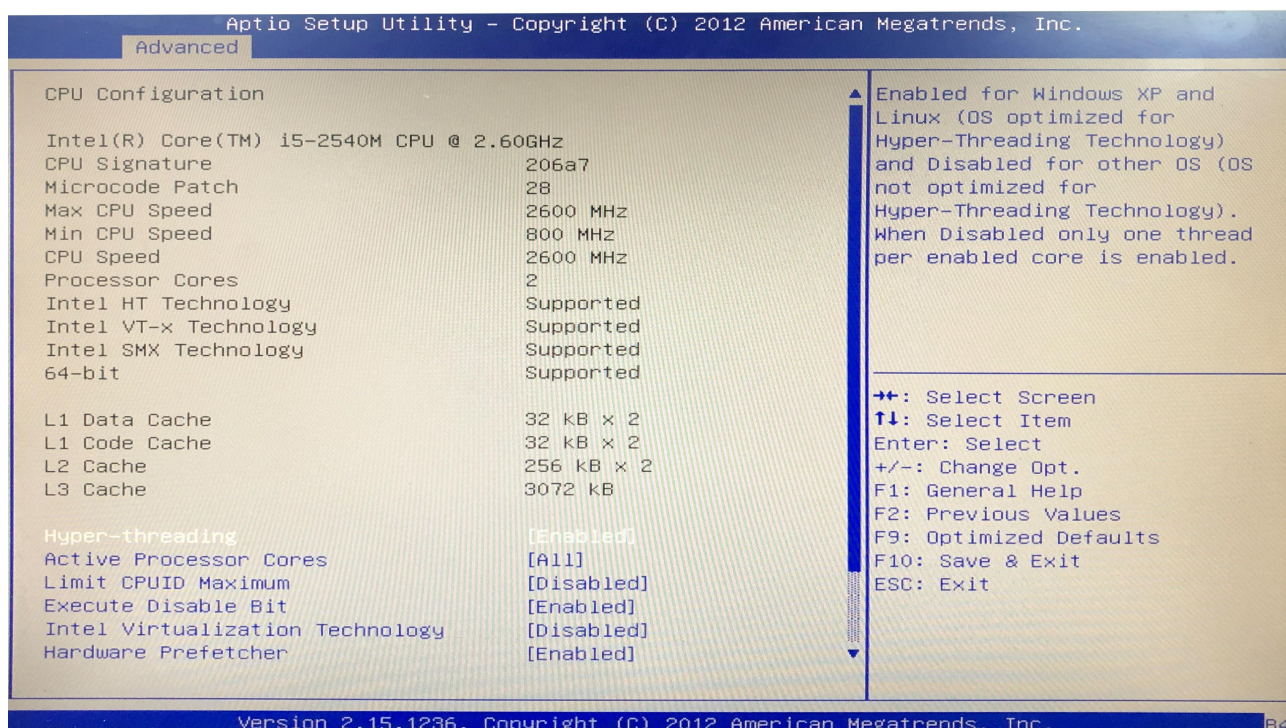 Aptio Setup Utility – Copyright (C) 2012 American Megatrends, Inc.
Advanced
CPU Configuration
Intel(R) Core(TM) i5-2540M CPU @ 2.60GHz
CPU Signature 206a7
Microcode Patch 28
Max CPU Speed 2600 MHz
Min CPU Speed 800 MHz
CPU Speed 2600 MHz
Processor Cores 2
Intel HT Technology Supported
Intel VT-x Technology Supported
Intel SMX Technology Supported
64-bit Supported
L1 Data Cache 32 kB x 2
L1 Code Cache 32 kB x 2
L2 Cache 256 kB x 2
L3 Cache 3072 kB
Hyper-threading [Enabled]
Active Processor Cores [All]
Limit CPUID Maximum [Disabled]
Execute Disable Bit [Enabled]
Intel Virtualization Technology [Disabled]
Hardware Prefetcher [Enabled]
Enabled for Windows XP and
Linux (OS optimized for
Hyper-Threading Technology)
and Disabled for other OS (OS
not optimized for
Hyper-Threading Technology).
When Disabled only one thread
per enabled core is enabled.
→←: Select Screen
↑↓: Select Item
Enter: Select
+/-: Change Opt.
F1: General Help
F2: Previous Values
F9: Optimized Defaults
F10: Save & Exit
ESC: Exit
Version 2.15.1236. Copyright (C) 2012 American Megatrends, Inc.